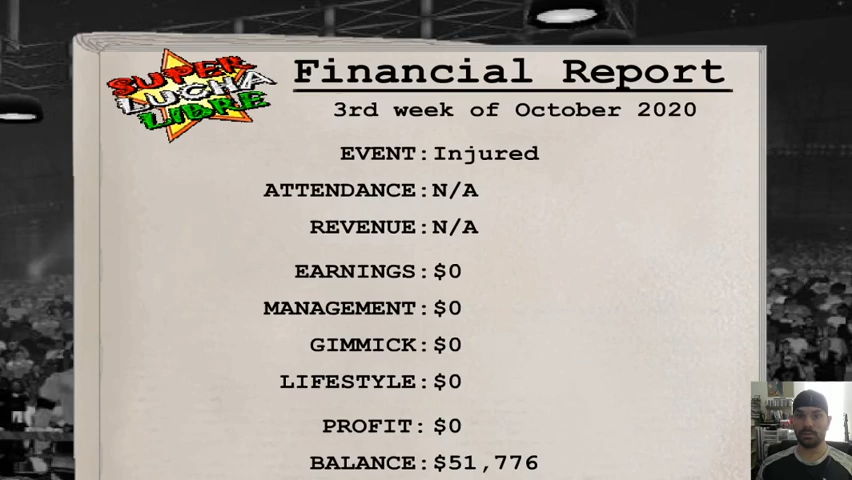 SUPER
LUCHA
LIBRE
Financial Report
3rd week of October 2020
EVENT: Injured
ATTENDANCE: N/A
REVENUE: N/A
EARNINGS: $0
MANAGEMENT: $0
GIMMICK: $0
LIFESTYLE: $0
PROFIT: $0
BALANCE: $51,776